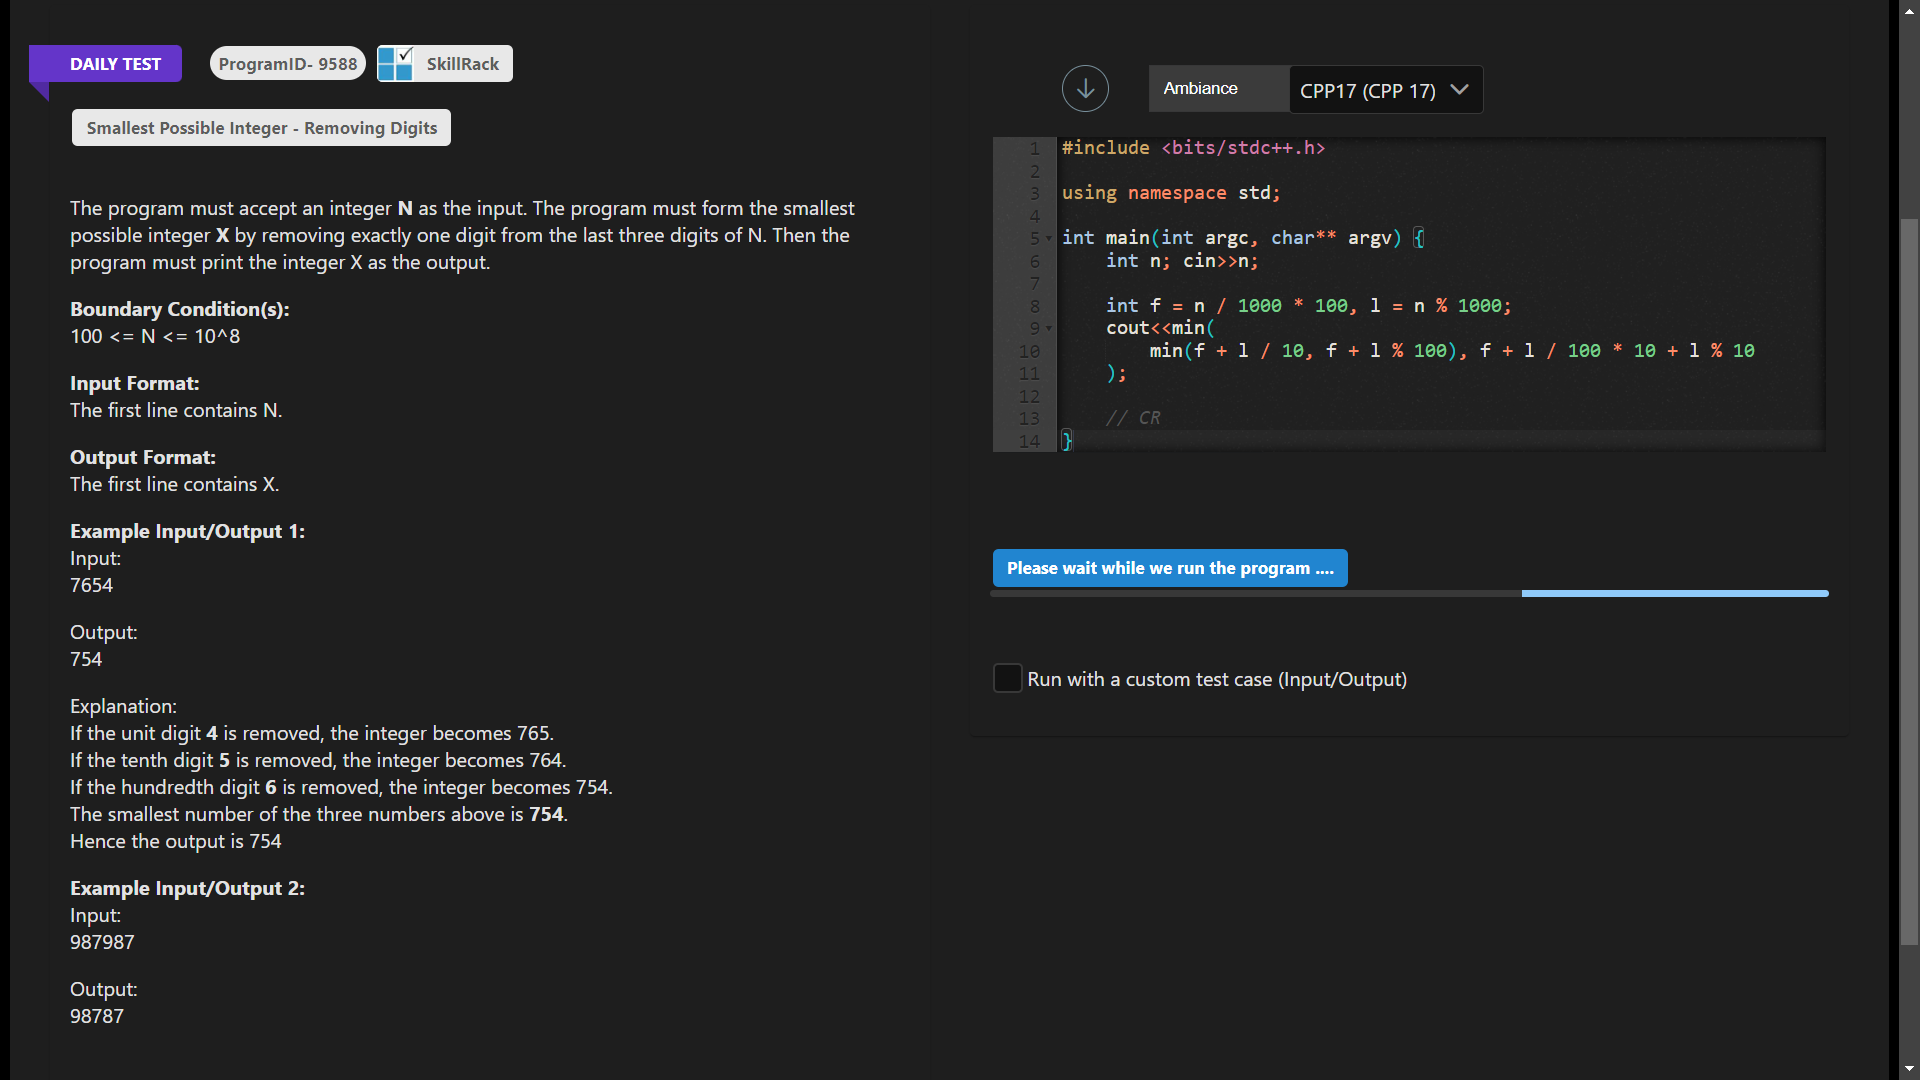 DAILY TEST
ProgramID- 9588
SkillRack
Smallest Possible Integer - Removing Digits
The program must accept an integer N as the input. The program must form the smallest
possible integer X by removing exactly one digit from the last three digits of N. Then the
program must print the integer X as the output.
Boundary Condition(s):
100 <= N <= 10^8
Input Format:
The first line contains N.
Output Format:
The first line contains X.
Example Input/Output 1:
Input:
7654
Output:
754
Explanation:
If the unit digit 4 is removed, the integer becomes 765.
If the tenth digit 5 is removed, the integer becomes 764.
If the hundredth digit 6 is removed, the integer becomes 754.
The smallest number of the three numbers above is 754.
Hence the output is 754
Example Input/Output 2:
Input:
987987
Output:
98787
Ambiance
CPP17 (CPP 17)
1 #include <bits/stdc++.h>
2
3 using namespace std;
4
5 int main(int argc, char** argv) {
6     int n; cin>>n;
7
8     int f = n / 1000 * 100, l = n % 1000;
9     cout<<min(
10         min(f + l / 10, f + l % 100), f + l / 100 * 10 + l % 10
11     );
12
13     // CR
14 }
Please wait while we run the program ....
Run with a custom test case (Input/Output)